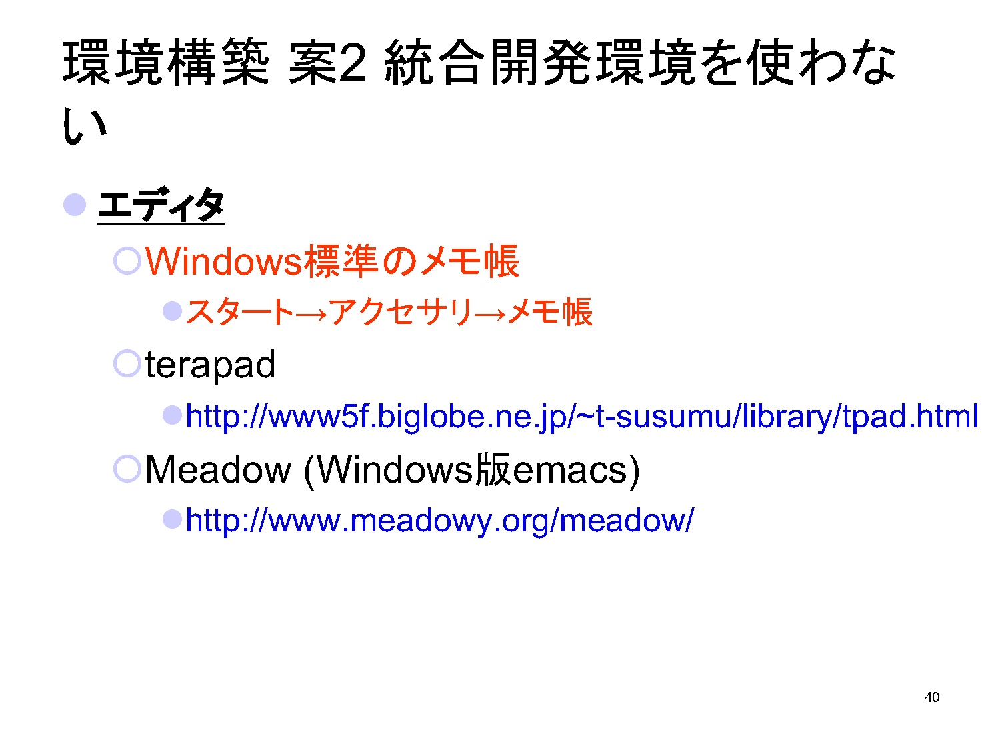 環境構築 案2 統合開発環境を使わな
い
エディタ
Windows標準のメモ帳
スタート→アクセサリ→メモ帳
terapad
http://www5f.biglobe.ne.jp/~t-susumu/library/tpad.html
Meadow (Windows版emacs)
http://www.meadowy.org/meadow/
40